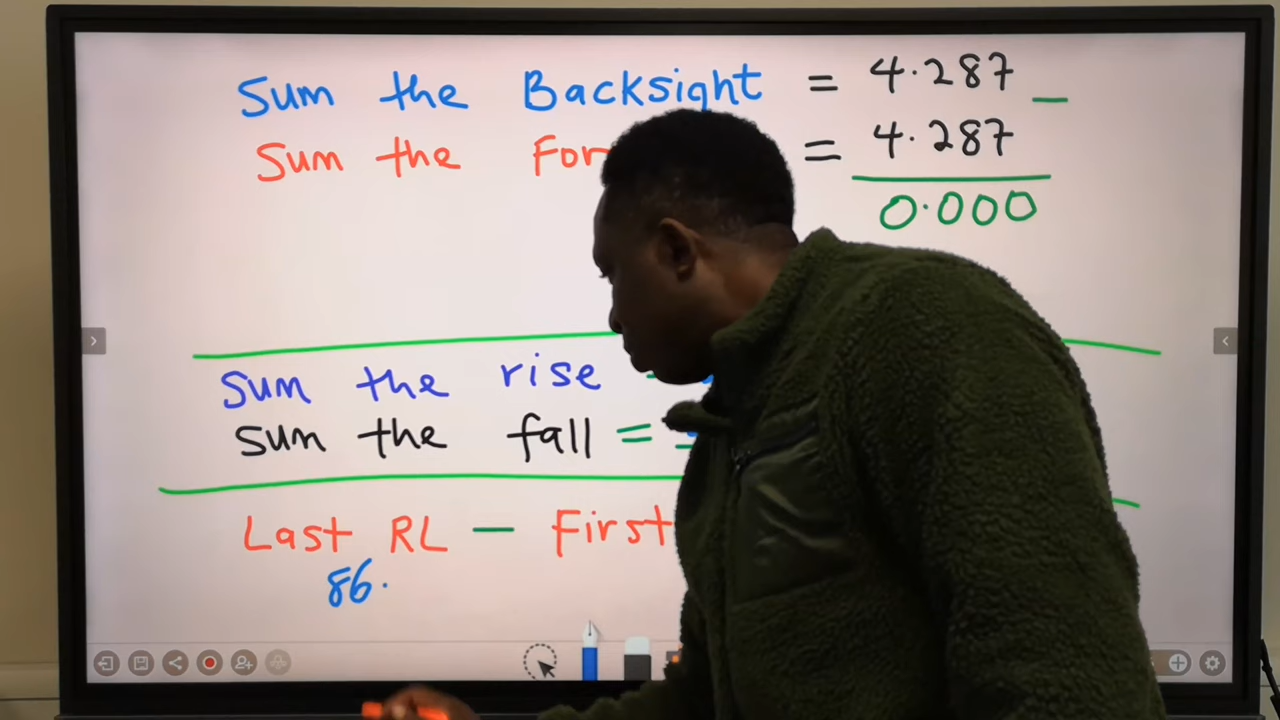 Sum the Backsight = 4.287 _
Sum the = 4.287
0.000
Sum the rise
sum the fall =
Last RL - First
86.